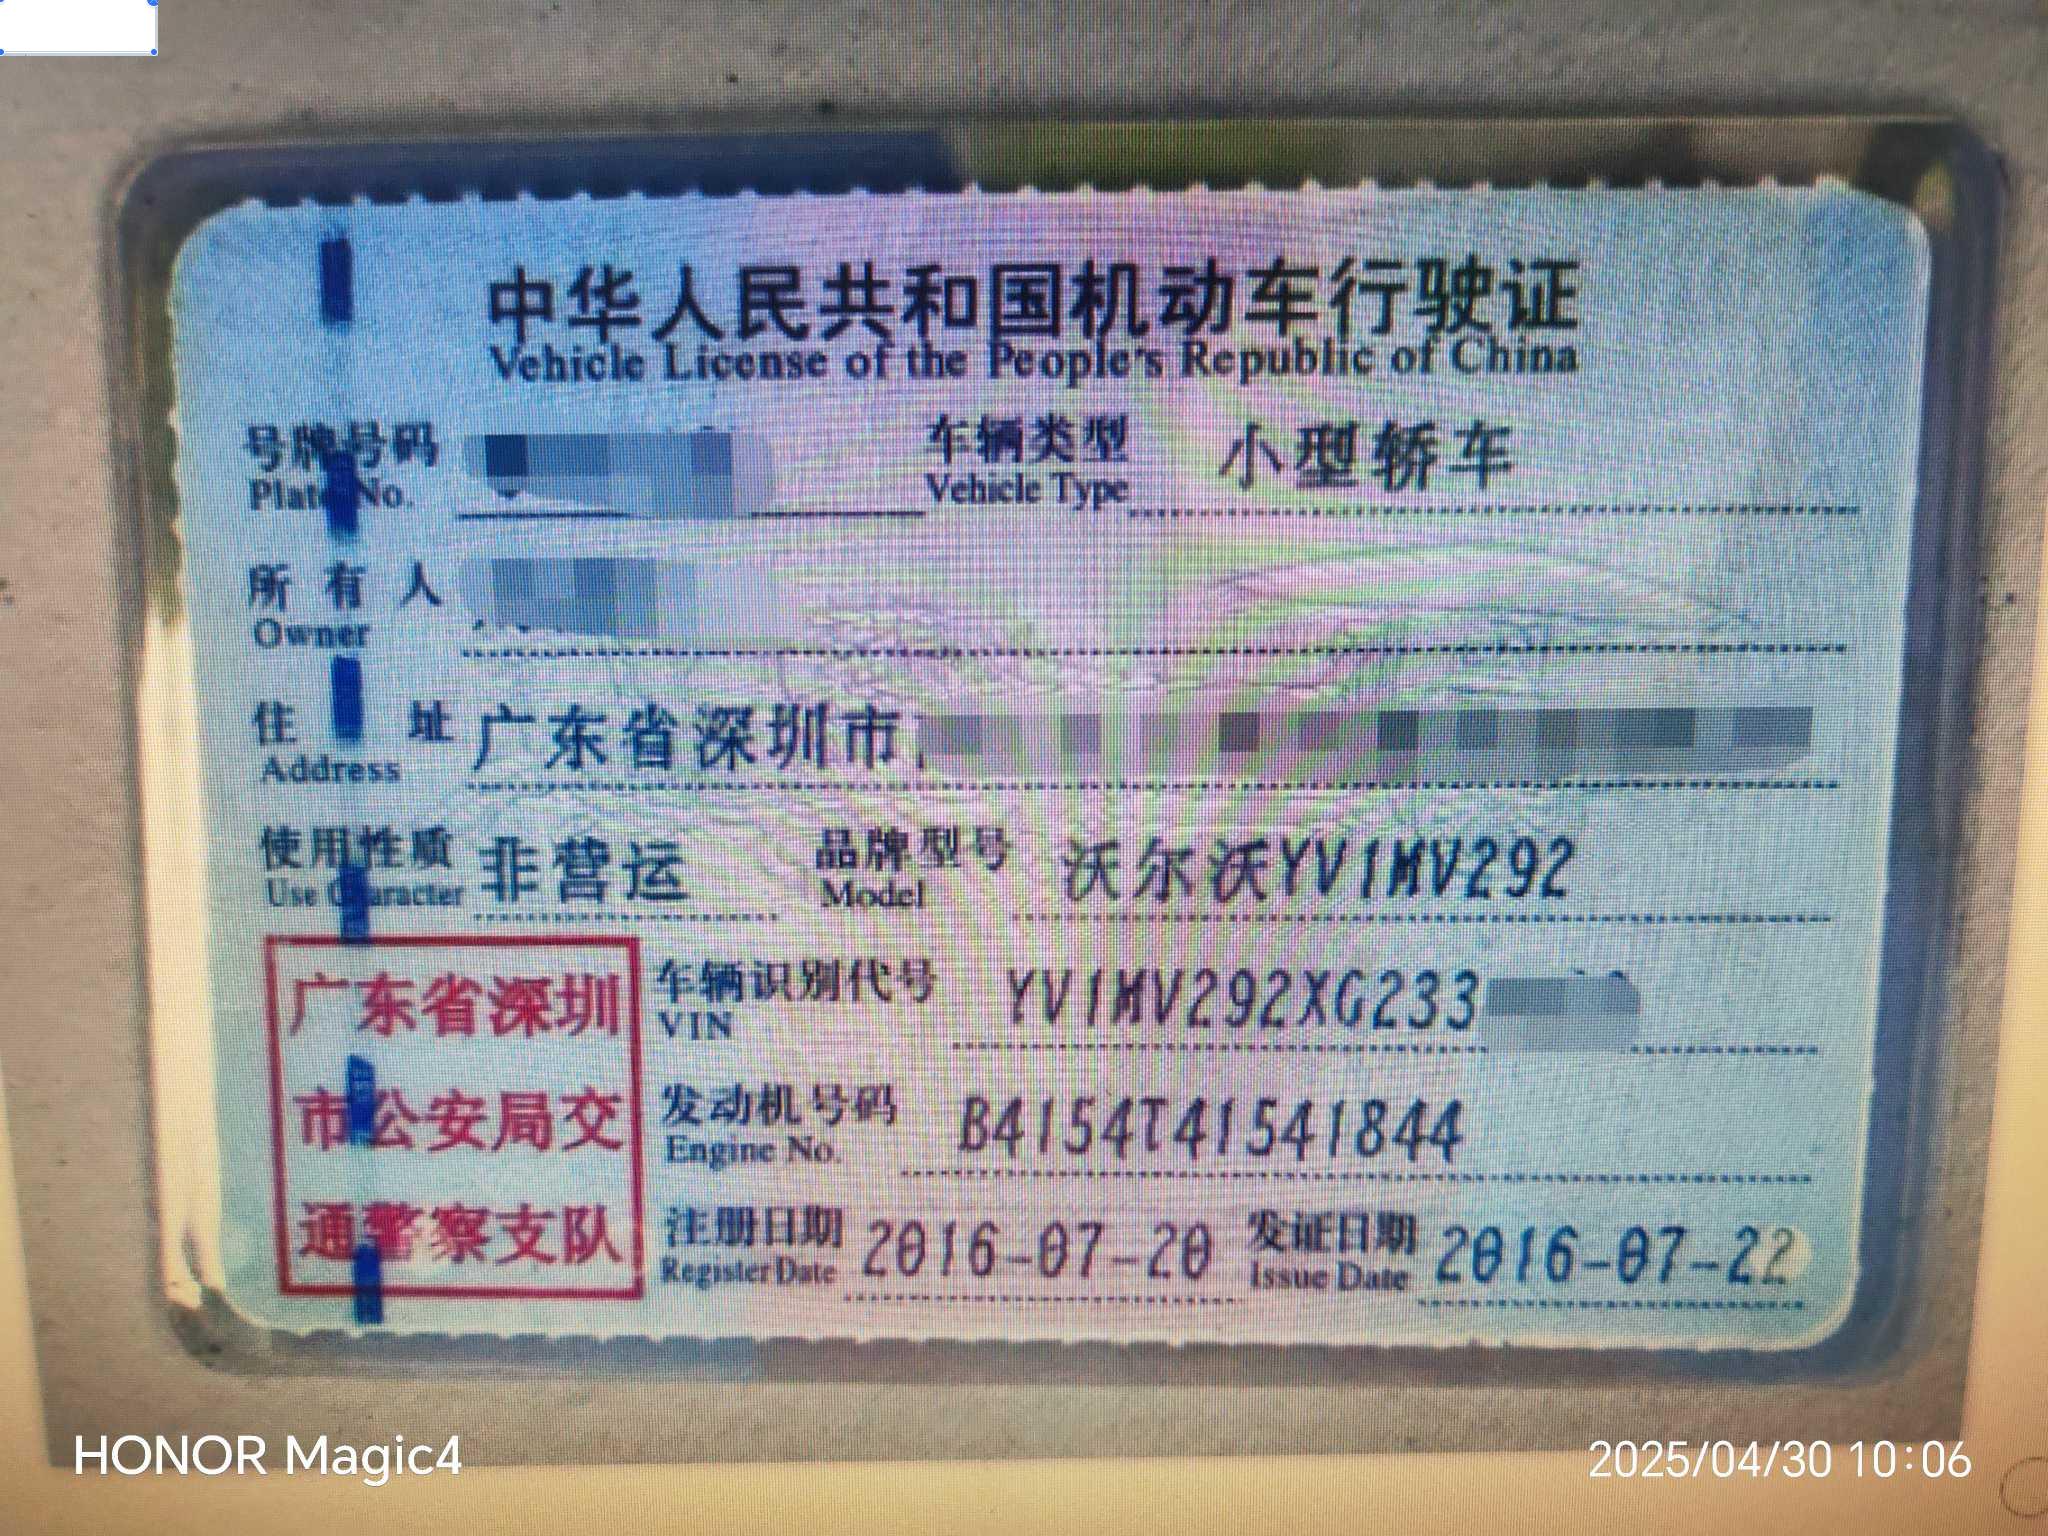 中华人民共和国机动车行驶证
Vehicle License of the People's Republic of China
号牌号码 车辆类型 小型轿车
Plate No. Vehicle Type
所有人
Owner
住址 广东省深圳市
Address
使用性质 非营运 品牌型号 沃尔沃YV1MV292
Use Character Model
广东省深圳
市公安局交
通警察支队
车辆识别代号 YV1MV292XG233
VIN
发动机号码 B4154T41541844
Engine No.
注册日期 2016-07-20 发证日期 2016-07-22
Register Date Issue Date
HONOR Magic4
2025/04/30 10:06